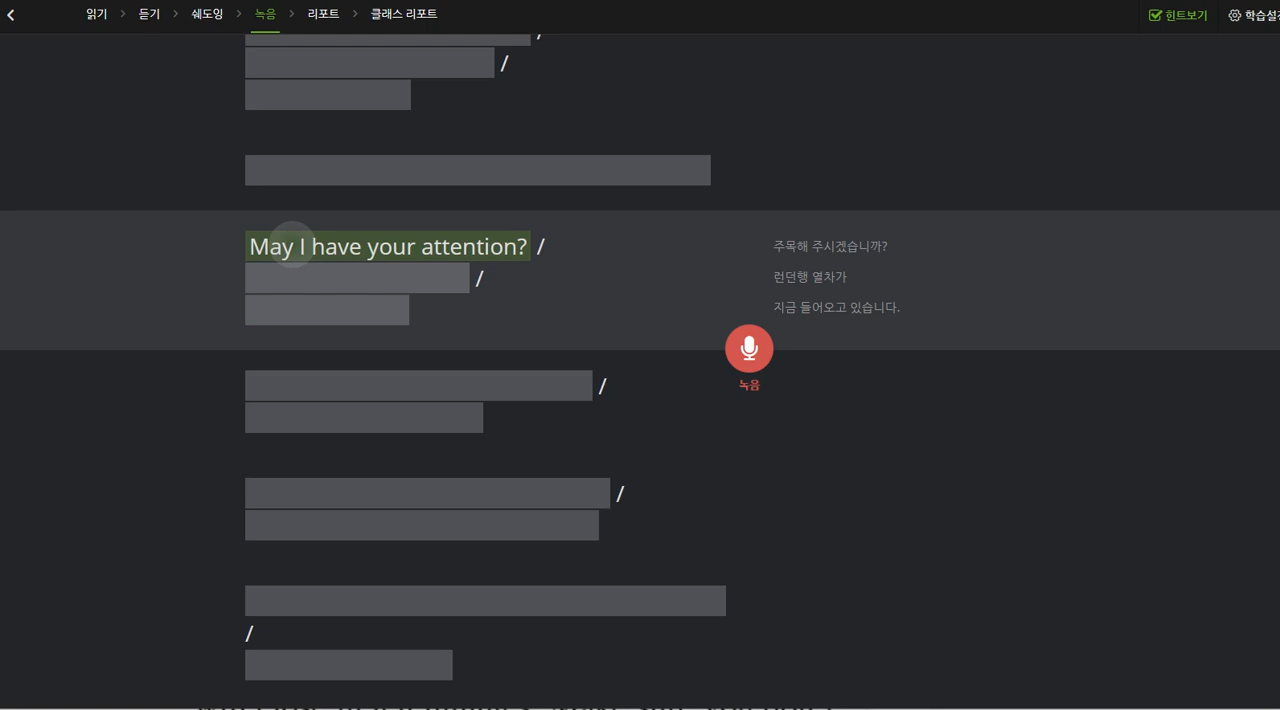 읽기 > 듣기 > 쉐도잉 > 녹음 > 리포트 > 클래스 리포트
힌트보기
/
/
May I have your attention? /
/
주목해 주시겠습니까?
런던행 열차가
지금 들어오고 있습니다.
녹음
/
/
/